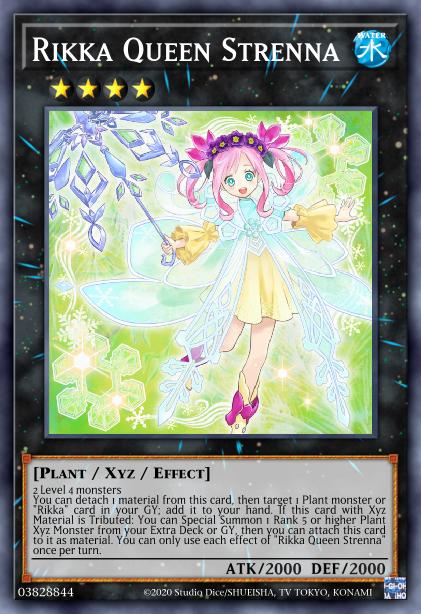 RIKKA QUEEN STRENNA
WATER
水
[PLANT / XYZ / EFFECT]
2 Level 4 monsters
You can detach 1 material from this card, then target 1 Plant monster or
"Rikka" card in your GY; add it to your hand. If this card with Xyz
Material is Tributed: You can Special Summon 1 Rank 5 or higher Plant
Xyz Monster from your Extra Deck or GY, then you can attach this card
to it as material. You can only use each effect of "Rikka Queen Strenna"
once per turn.
ATK/2000 DEF/2000
03828844 ©2020 Studio Dice/SHUEISHA, TV TOKYO, KONAMI